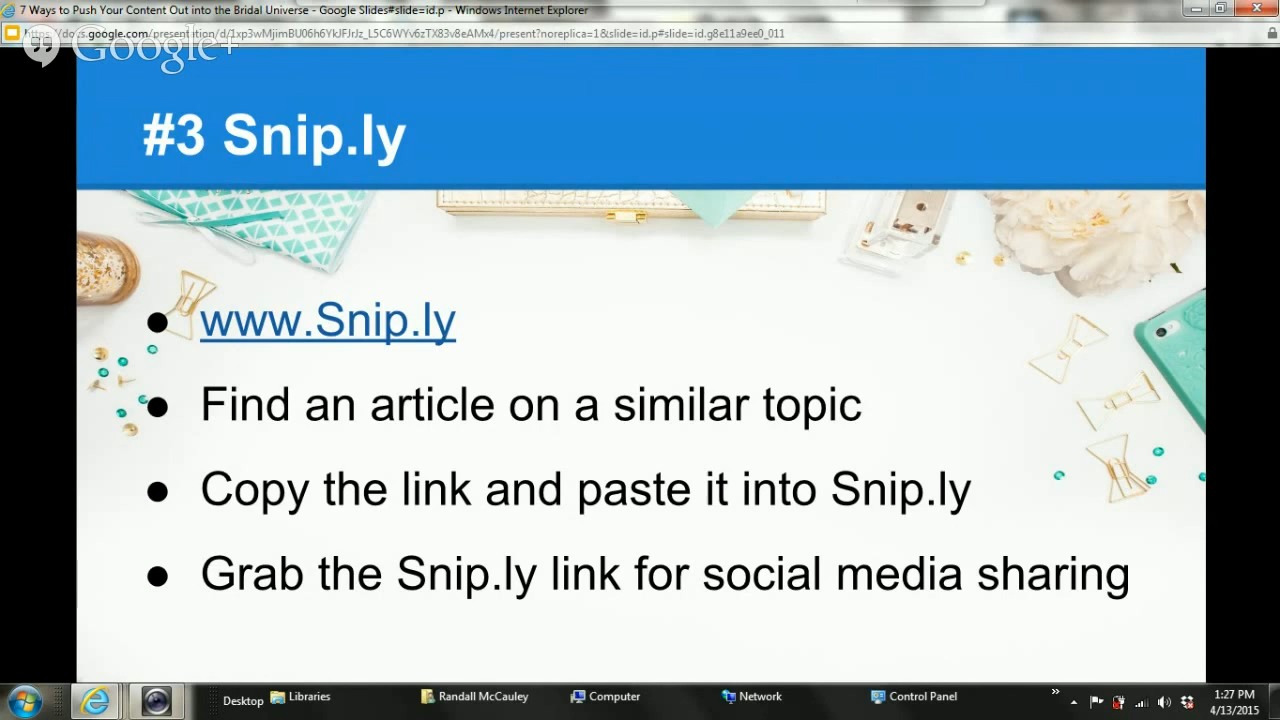 7 Ways to Push Your Content Out into the Bridal Universe - Google Slides#slide=id.p - Windows Internet Explorer
Google+
#3 Snip.ly
● www.Snip.ly
● Find an article on a similar topic
● Copy the link and paste it into Snip.ly
● Grab the Snip.ly link for social media sharing
Desktop Libraries Randall McCauley Computer Network Control Panel » 1:27 PM
4/13/2015